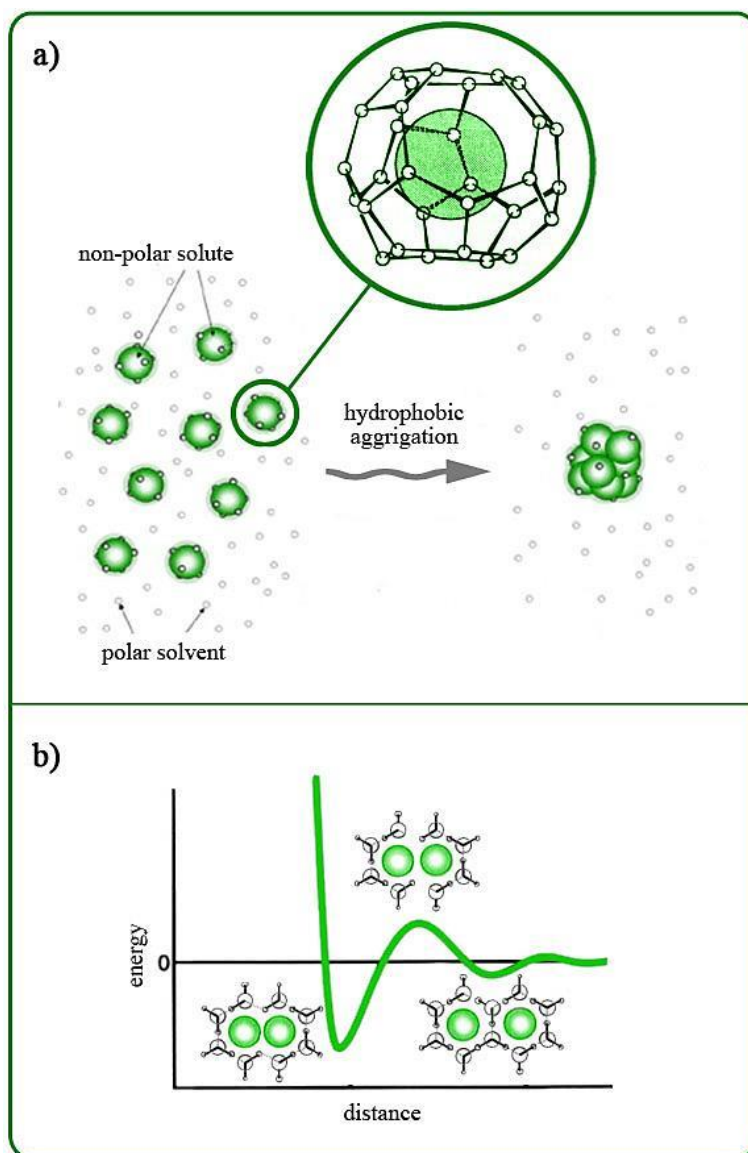 a)
non-polar solute
hydrophobic
aggrigation
polar solvent
b)
energy
0
distance